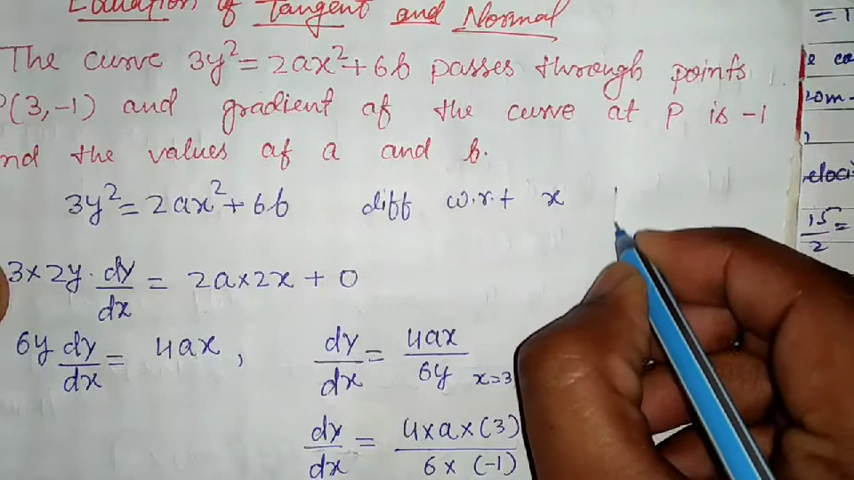 Equation of Tangent and Normal
The curve 3y² = 2ax² + 6b passes through points
P(3, -1) and gradient of the curve at P is -1
nd the values of a and b.
3y² = 2ax² + 6b diff w.r.t x
3 × 2y · dy/dx = 2a × 2x + 0
6y dy/dx = 4ax , dy/dx = 4ax/6y x = 3
dy/dx = 4 × a × (3) / 6 × (-1)
15/2 =